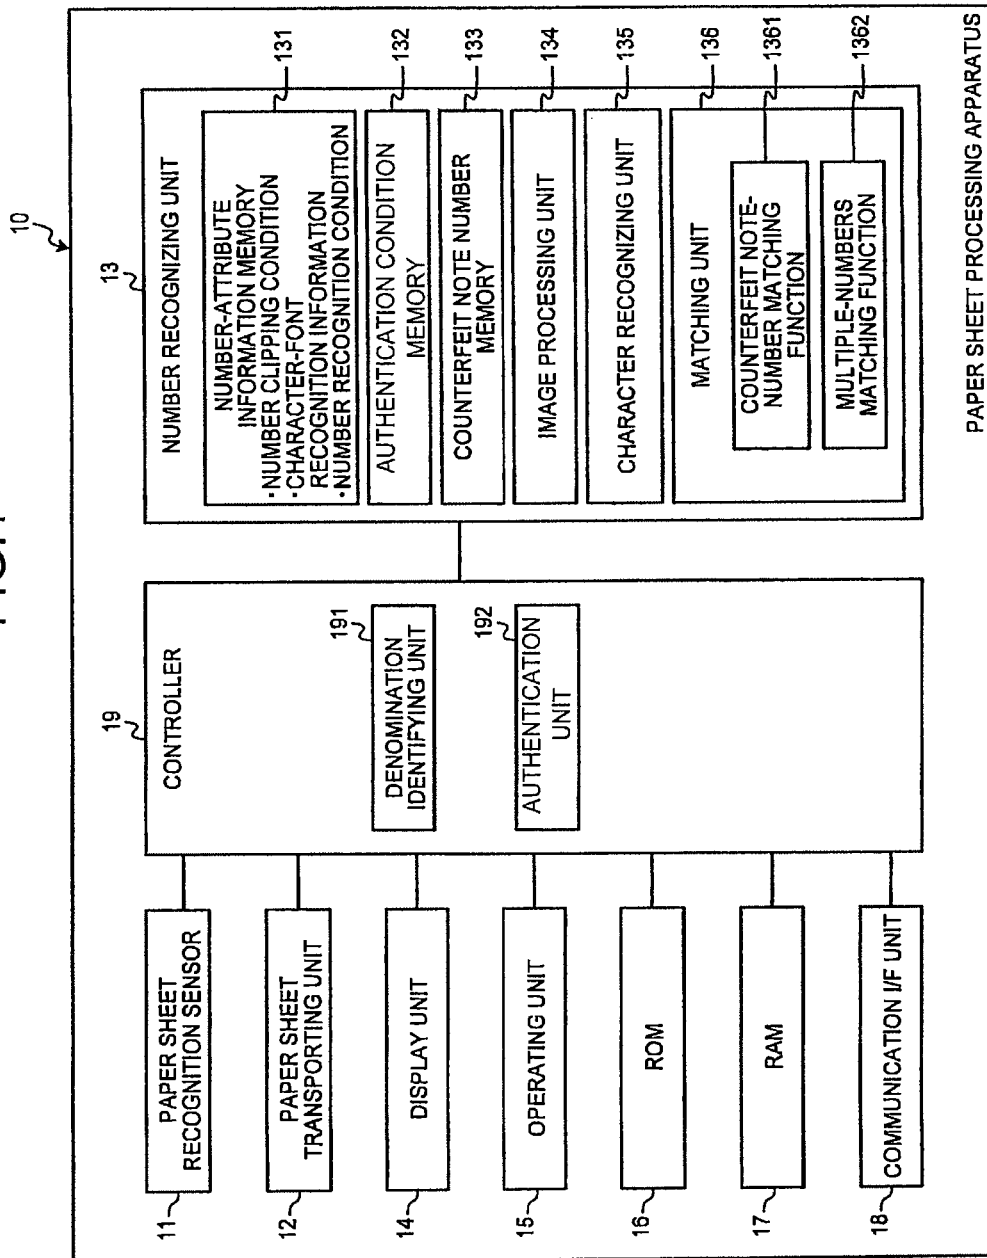 10
13
NUMBER RECOGNIZING UNIT
NUMBER-ATTRIBUTE
INFORMATION MEMORY
・NUMBER CLIPPING CONDITION
・CHARACTER-FONT
RECOGNITION INFORMATION
・NUMBER RECOGNITION CONDITION
131
AUTHENTICATION CONDITION
MEMORY
132
COUNTERFEIT NOTE NUMBER
MEMORY
133
IMAGE PROCESSING UNIT
134
CHARACTER RECOGNIZING UNIT
135
MATCHING UNIT
136
COUNTERFEIT NOTE-
NUMBER MATCHING
FUNCTION
1361
MULTIPLE-NUMBERS
MATCHING FUNCTION
1362
19
CONTROLLER
191
DENOMINATION
IDENTIFYING UNIT
192
AUTHENTICATION
UNIT
11
PAPER SHEET
RECOGNITION SENSOR
12
PAPER SHEET
TRANSPORTING UNIT
14
DISPLAY UNIT
15
OPERATING UNIT
16
ROM
17
RAM
18
COMMUNICATION I/F UNIT
PAPER SHEET PROCESSING APPARATUS